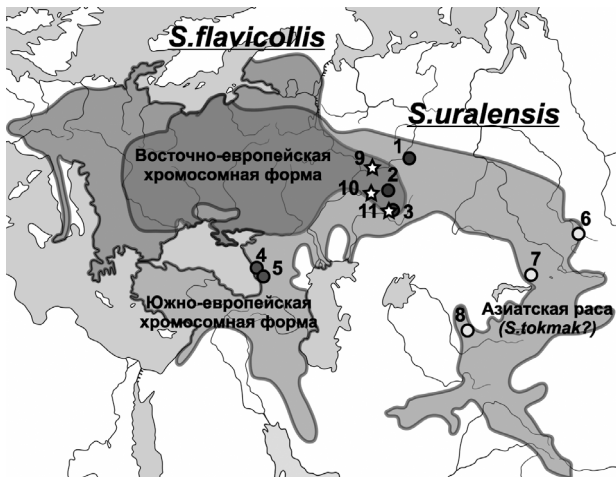 S.flavicollis
S.uralensis
Восточно-европейская
хромосомная форма
9
1
2
10
11
3
6
4
5
7
Южно-европейская
хромосомная форма
8
Азиатская раса
(S.tokmak?)